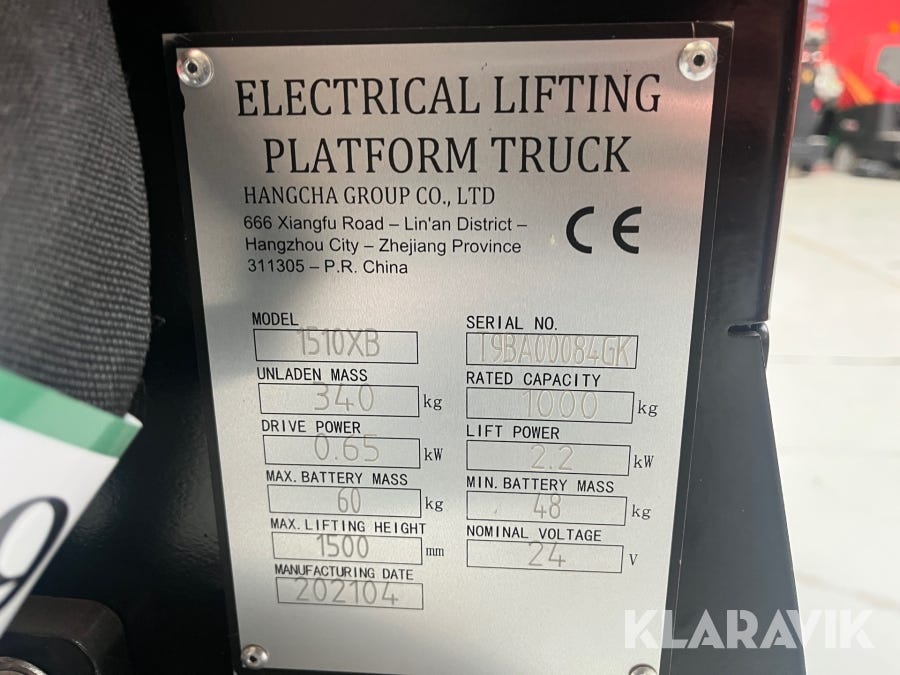 ELECTRICAL LIFTING
PLATFORM TRUCK
HANGCHA GROUP CO., LTD
666 Xiangfu Road – Lin'an District –
Hangzhou City – Zhejiang Province
311305 – P.R. China
CE
MODEL
1510XB
SERIAL NO.
T9BA00084GK
UNLADEN MASS
340 kg
RATED CAPACITY
1000 kg
DRIVE POWER
0.65 kW
LIFT POWER
2.2 kW
MAX. BATTERY MASS
60 kg
MIN. BATTERY MASS
48 kg
MAX. LIFTING HEIGHT
1500 mm
NOMINAL VOLTAGE
24 V
MANUFACTURING DATE
202104
9
KLARAVIK